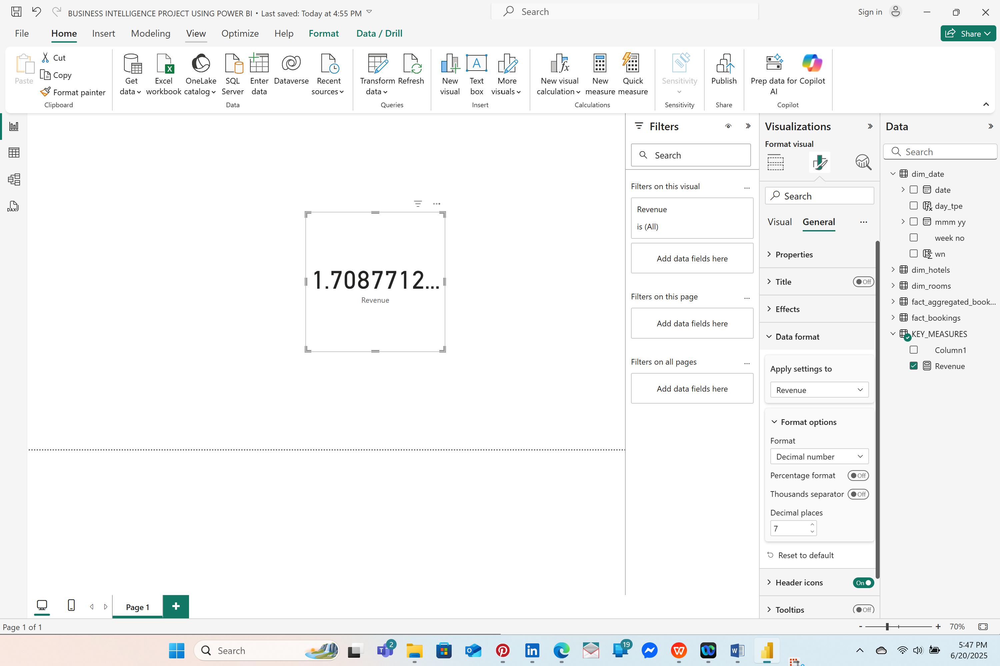 BUSINESS INTELLIGENCE PROJECT USING POWER BI • Last saved: Today at 4:55 PM
Search
Sign in
File
Home
Insert
Modeling
View
Optimize
Help
Format
Data / Drill
Share
Paste
Cut
Copy
Format painter
Clipboard
Get
data
Excel
workbook
OneLake
catalog
SQL
Server
Enter
data
Dataverse
Recent
sources
Data
Transform
data
Refresh
Queries
New
visual
Text
box
More
visuals
Insert
New visual
calculation
New
measure
Quick
measure
Calculations
Sensitivity
Sensitivity
Publish
Share
Prep data for
AI
Copilot
Copilot
DAX
1.7087712...
Revenue
Filters
Search
Filters on this visual
Revenue
is (All)
Add data fields here
Filters on this page
Add data fields here
Filters on all pages
Add data fields here
Visualizations
Format visual
Search
Visual
General
Properties
Title
Off
Effects
Data format
Apply settings to
Revenue
Format options
Format
Decimal number
Percentage format
Off
Thousands separator
Off
Decimal places
7
Reset to default
Header icons
On
Tooltips
Off
Data
Search
dim_date
date
day_tpe
mmm yy
week no
wn
dim_hotels
dim_rooms
fact_aggregated_book...
fact_bookings
KEY_MEASURES
Column1
Revenue
Page 1
Page 1 of 1
- + 70%
Search
2
19
5:47 PM
6/20/2025